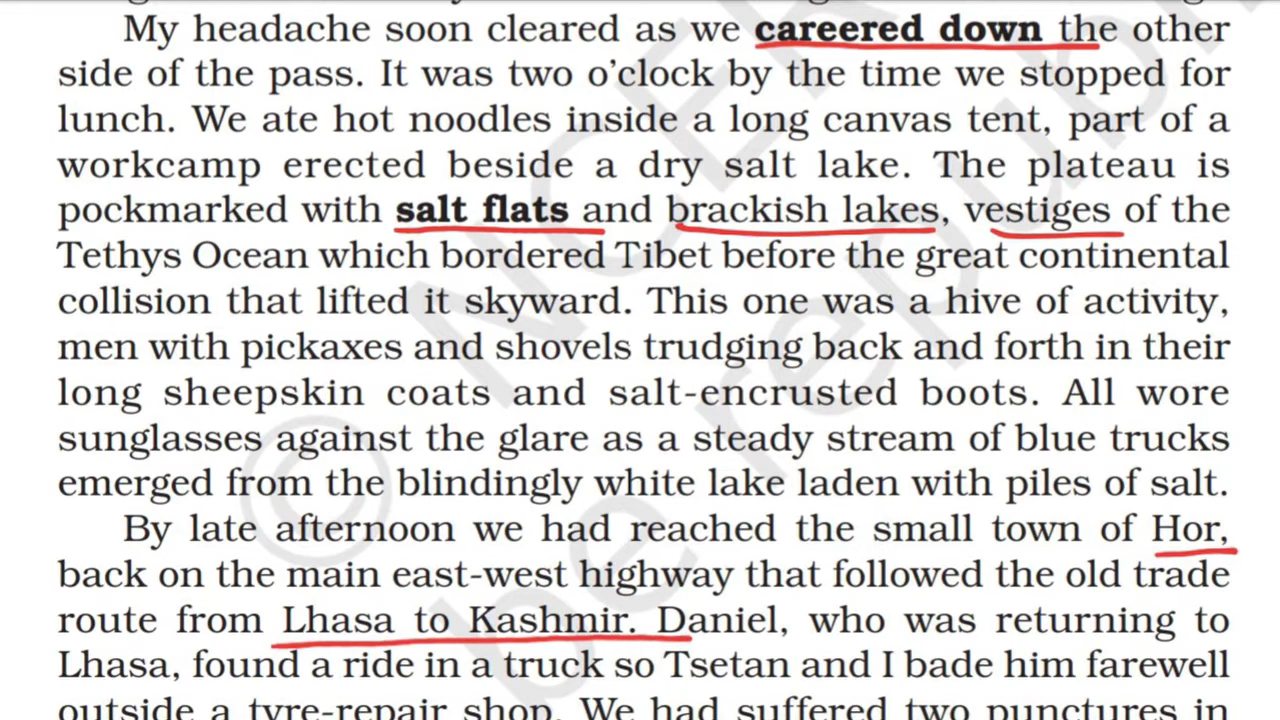 My headache soon cleared as we careered down the other
side of the pass. It was two o'clock by the time we stopped for
lunch. We ate hot noodles inside a long canvas tent, part of a
workcamp erected beside a dry salt lake. The plateau is
pockmarked with salt flats and brackish lakes, vestiges of the
Tethys Ocean which bordered Tibet before the great continental
collision that lifted it skyward. This one was a hive of activity,
men with pickaxes and shovels trudging back and forth in their
long sheepskin coats and salt-encrusted boots. All wore
sunglasses against the glare as a steady stream of blue trucks
emerged from the blindingly white lake laden with piles of salt.
By late afternoon we had reached the small town of Hor,
back on the main east-west highway that followed the old trade
route from Lhasa to Kashmir. Daniel, who was returning to
Lhasa, found a ride in a truck so Tsetan and I bade him farewell
outside a tyre-repair shop. We had suffered two punctures in